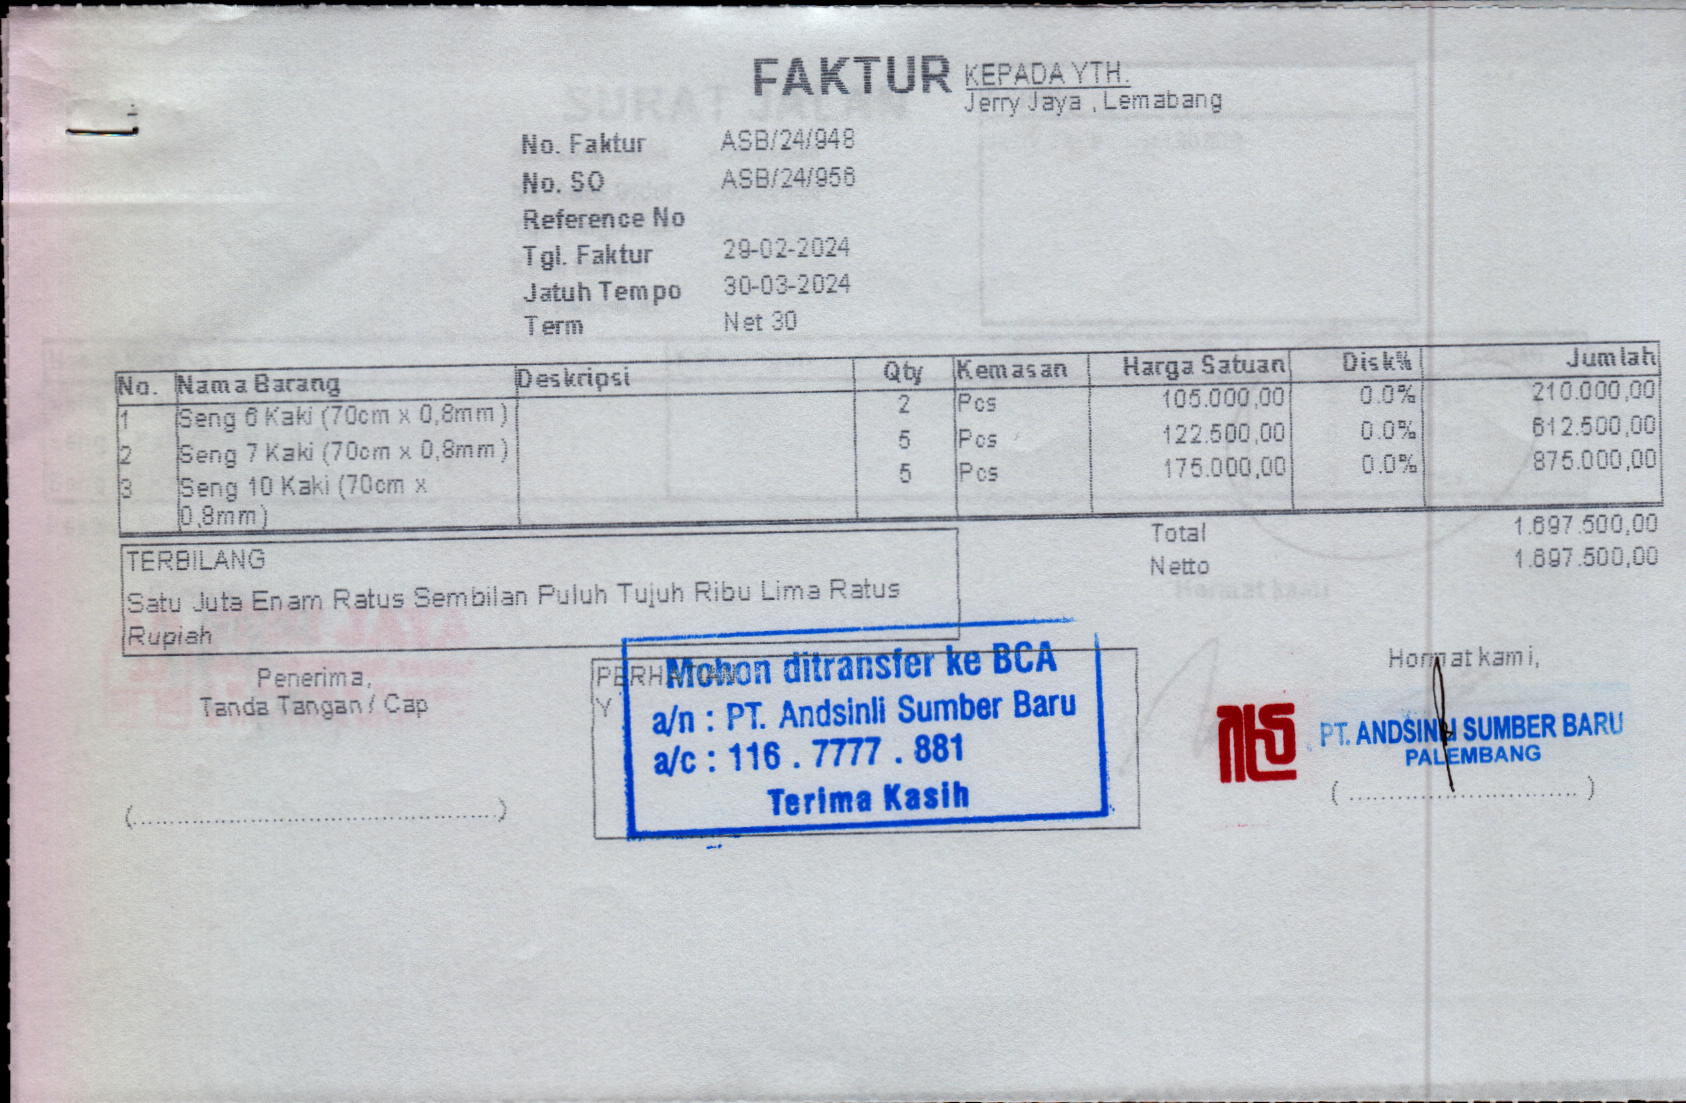 FAKTUR
KEPADA YTH.
Jerry Jaya , Lemabang
No. Faktur ASB/24/948
No. SO ASB/24/956
Reference No
Tgl. Faktur 29-02-2024
Jatuh Tempo 30-03-2024
Term Net 30
No. Nama Barang Deskripsi Qty Kemasan Harga Satuan Disk% Jumlah
1 Seng 6 Kaki (70cm x 0,8mm) 2 Pcs 105.000,00 0.0% 210.000,00
2 Seng 7 Kaki (70cm x 0,8mm) 5 Pcs 122.500,00 0.0% 612.500,00
3 Seng 10 Kaki (70cm x 5 Pcs 175.000,00 0.0% 875.000,00
0,8mm)
Total 1.697.500,00
Netto 1.697.500,00
TERBILANG
Satu Juta Enam Ratus Sembilan Puluh Tujuh Ribu Lima Ratus
Rupiah
Penerima,
Tanda Tangan / Cap
(..............................................)
Mohon ditransfer ke BCA
a/n : PT. Andsinli Sumber Baru
a/c : 116 . 7777 . 881
Terima Kasih
Hormat kami,
PT. ANDSINLI SUMBER BARU
PALEMBANG
( ............................. )